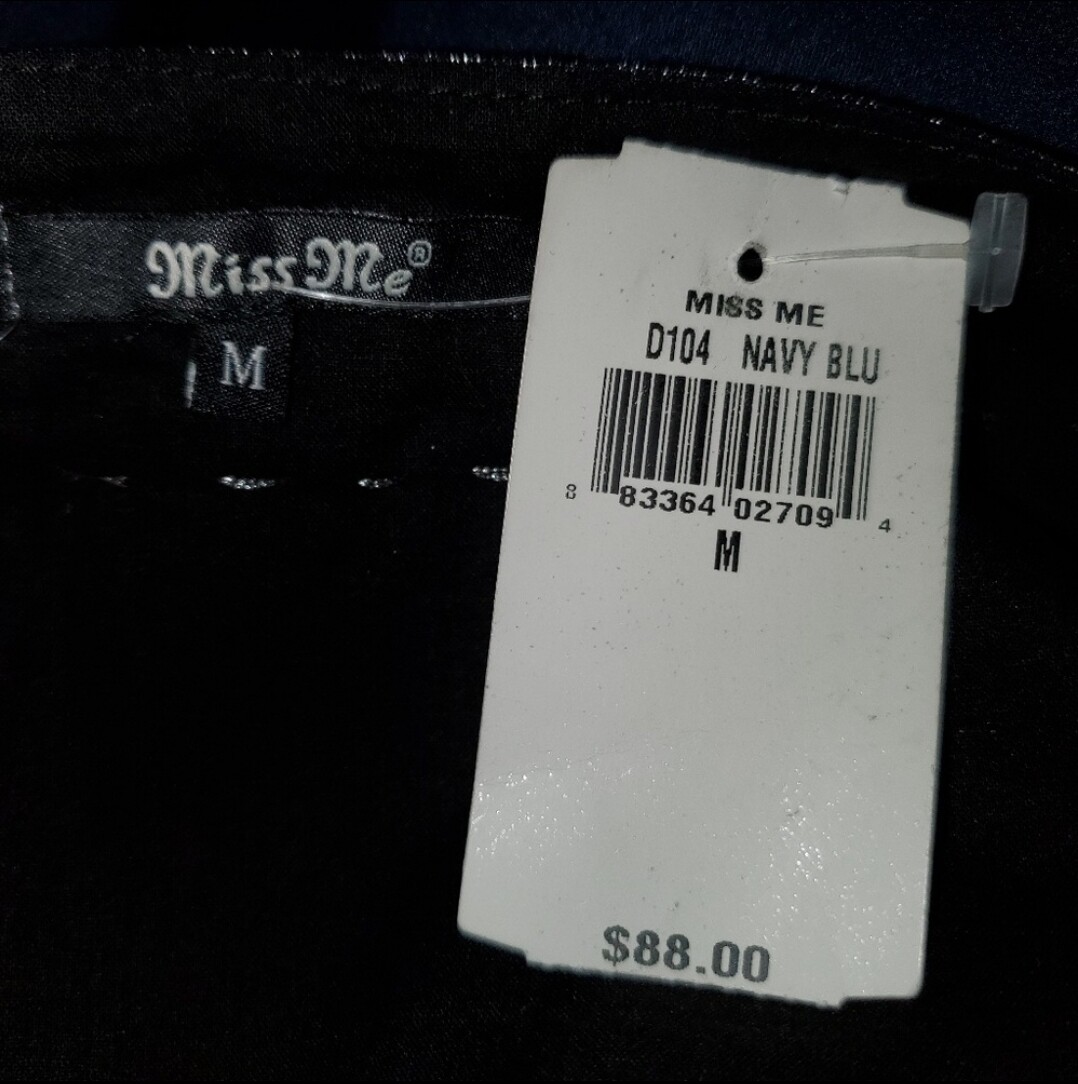 Miss Me®
M
MISS ME
D104 NAVY BLU
8 83364 02709 4
M
$88.00